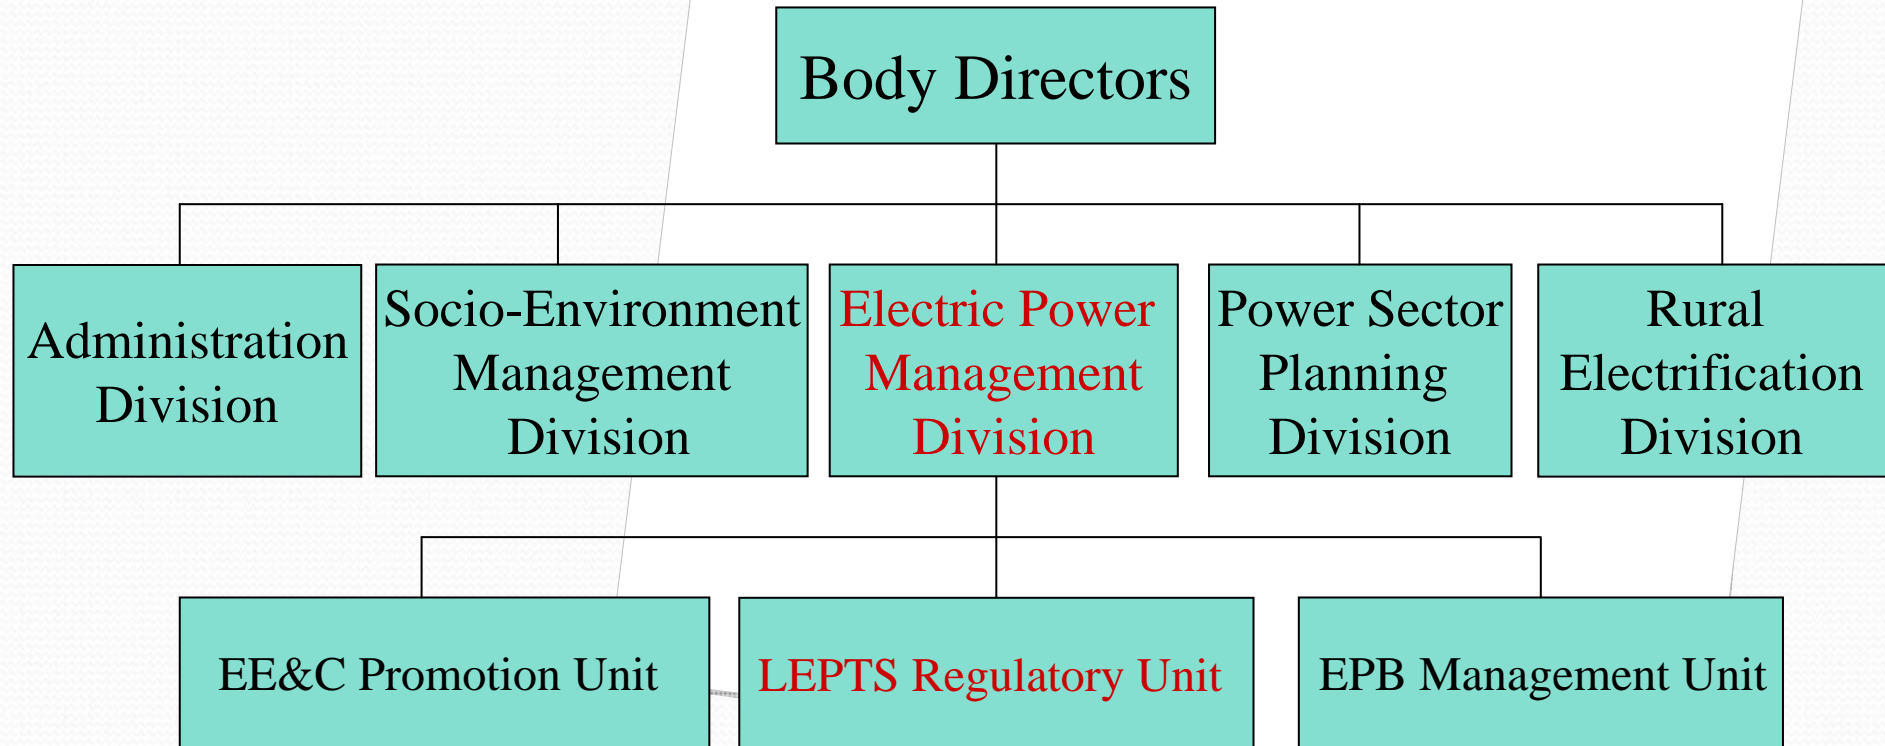 Body Directors
Administration
Division
Socio-Environment
Management
Division
Electric Power
Management
Division
Power Sector
Planning
Division
Rural
Electrification
Division
EE&C Promotion Unit
LEPTS Regulatory Unit
EPB Management Unit